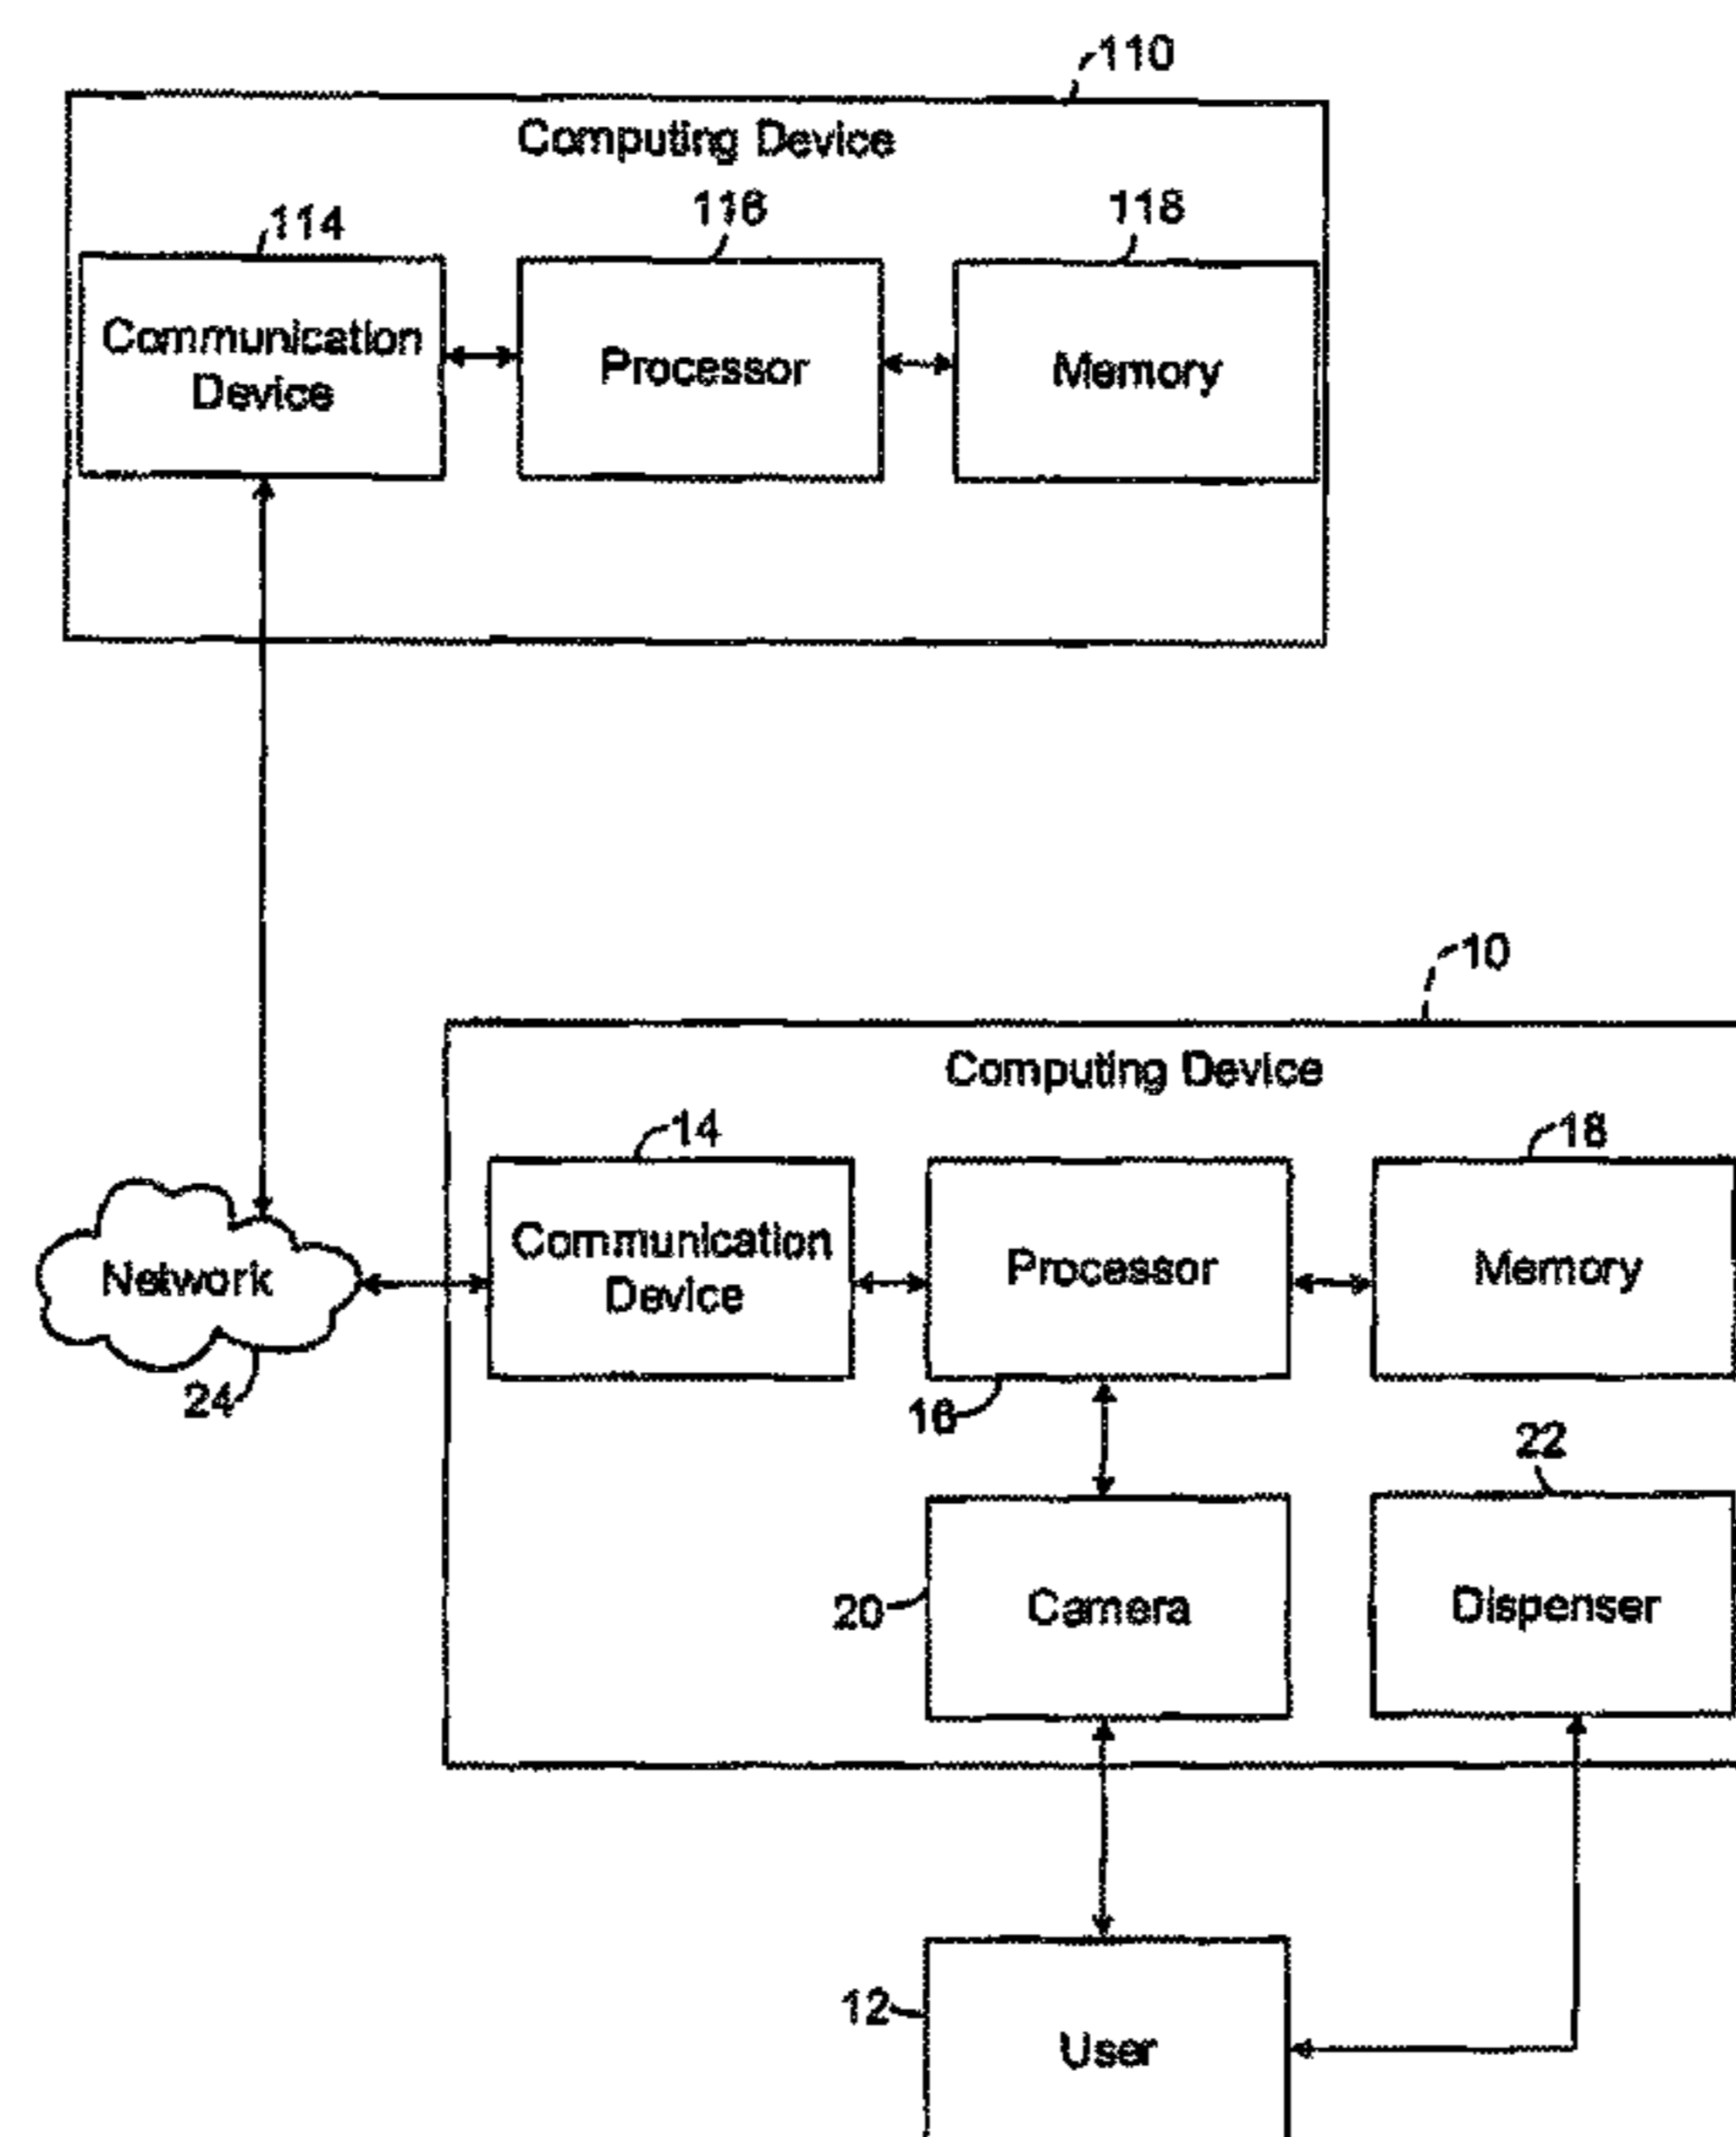 110
Computing Device
114
116
118
Communication
Device
Processor
Memory
10
Computing Device
14
18
Communication
Device
Processor
Memory
Network
24
16
22
20
Camera
Dispenser
12
User